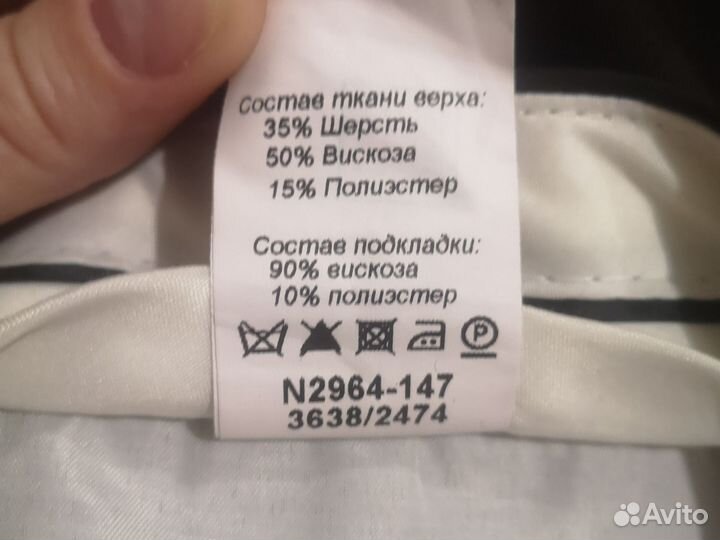 Состав ткани верха:
35% Шерсть
50% Вискоза
15% Полиэстер
Состав подкладки:
90% вискоза
10% полиэстер
P
N2964-147
3638/2474
Avito